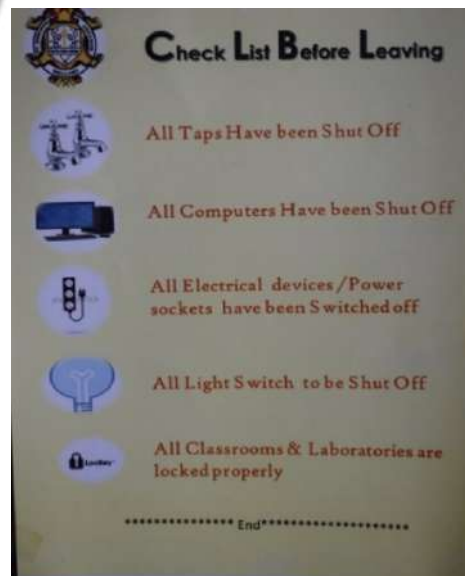 Check List Before Leaving
All Taps Have been Shut Off
All Computers Have been Shut Off
All Electrical devices/Power
sockets have been Switched off
All Light Switch to be Shut Off
All Classrooms & Laboratories are
locked properly
*************** End********************